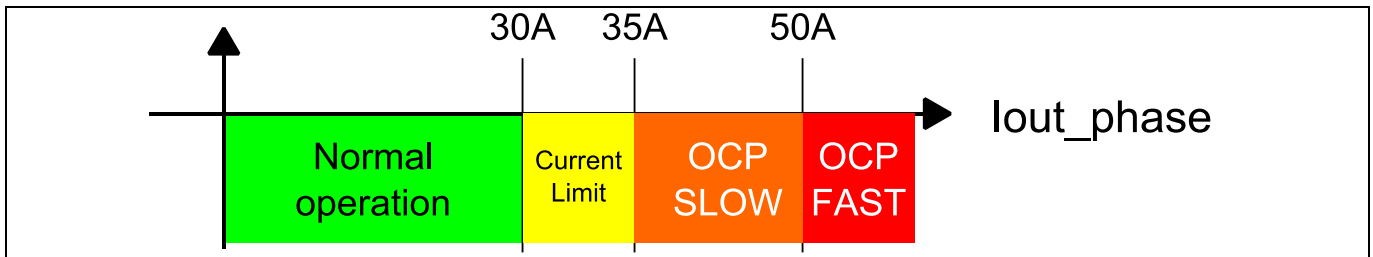 30A 35A 50A
Iout_phase
Normal
operation
Current
Limit
OCP
SLOW
OCP
FAST